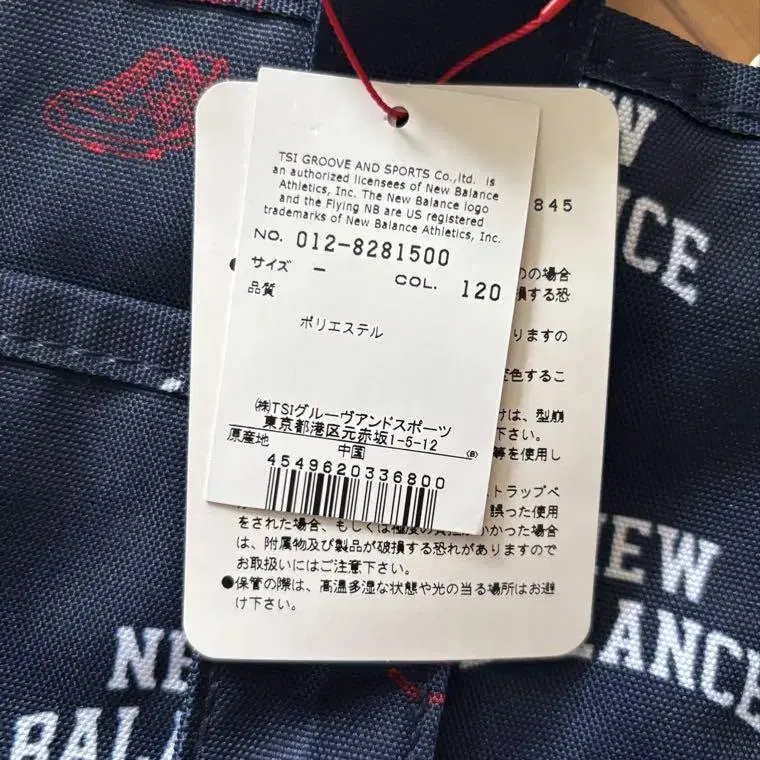 TSI GROOVE AND SPORTS Co.,ltd. is
an authorized licensees of New Balance
Athletics, Inc. The New Balance logo
and the Flying NB are US registered
trademarks of New Balance Athletics, Inc.
NO. 012-8281500
サイズ - COL. 120
品質
ポリエステル
(株)TSIグルーヴアンドスポーツ
東京都港区元赤坂1-5-12
原産地 中国 (B)
4549620336800
845
の場合
損する恐
りますの
変色するこ
けは、型崩
下さい。
等を使用し
トラップベ
誤った使用
をされた場合、もしくは極度の かかった場合
は、附属物及び製品が破損する恐れがありますので
お取扱いにはご注意下さい。
●保管の際は、高温多湿な状態や光の当る場所はお避
け下さい。
NEW
BALANCE